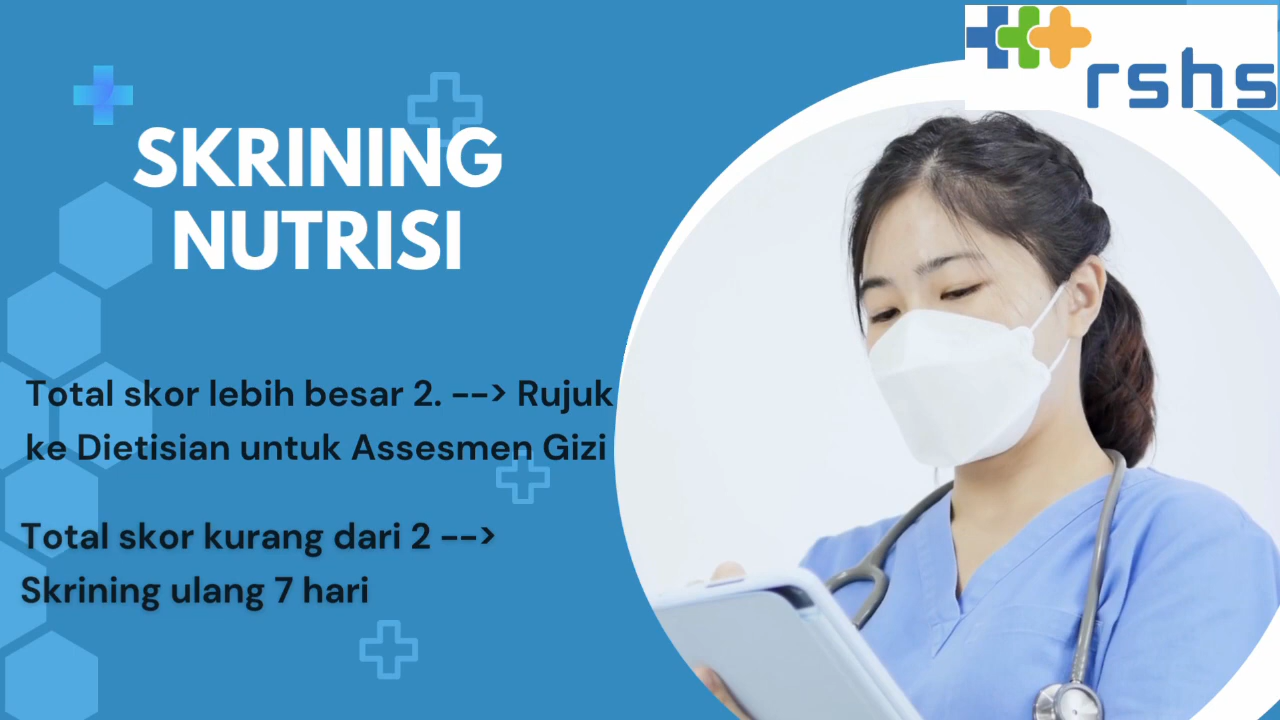 rshs
SKRINING
NUTRISI
Total skor lebih besar 2. --> Rujuk
ke Dietisian untuk Assesmen Gizi
Total skor kurang dari 2 -->
Skrining ulang 7 hari